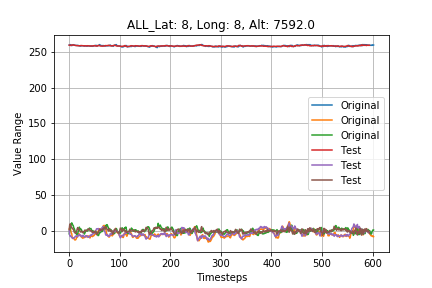 ALL_Lat: 8, Long: 8, Alt: 7592.0
Value Range
250
200
150
100
50
0
Original
Original
Original
Test
Test
Test
0 100 200 300 400 500 600
Timesteps